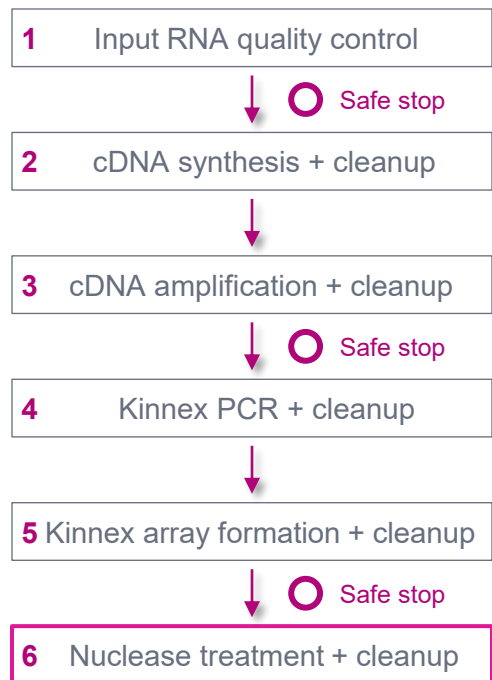 1 Input RNA quality control
Safe stop
2 cDNA synthesis + cleanup
3 cDNA amplification + cleanup
Safe stop
4 Kinnex PCR + cleanup
5 Kinnex array formation + cleanup
Safe stop
6 Nuclease treatment + cleanup